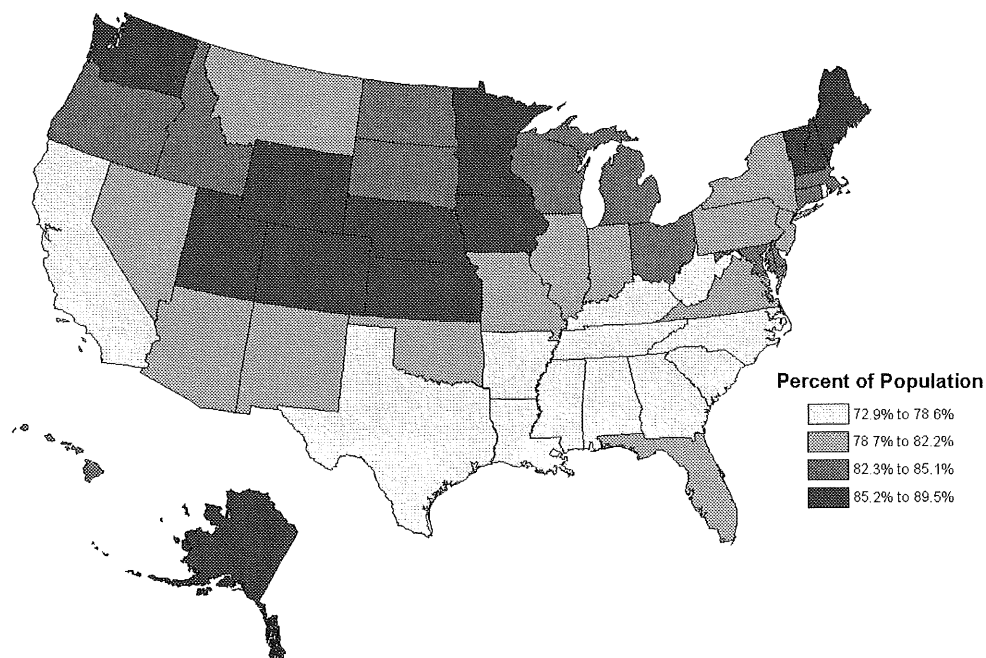 Percent of Population
72.9% to 78.6%
78.7% to 82.2%
82.3% to 85.1%
85.2% to 89.5%